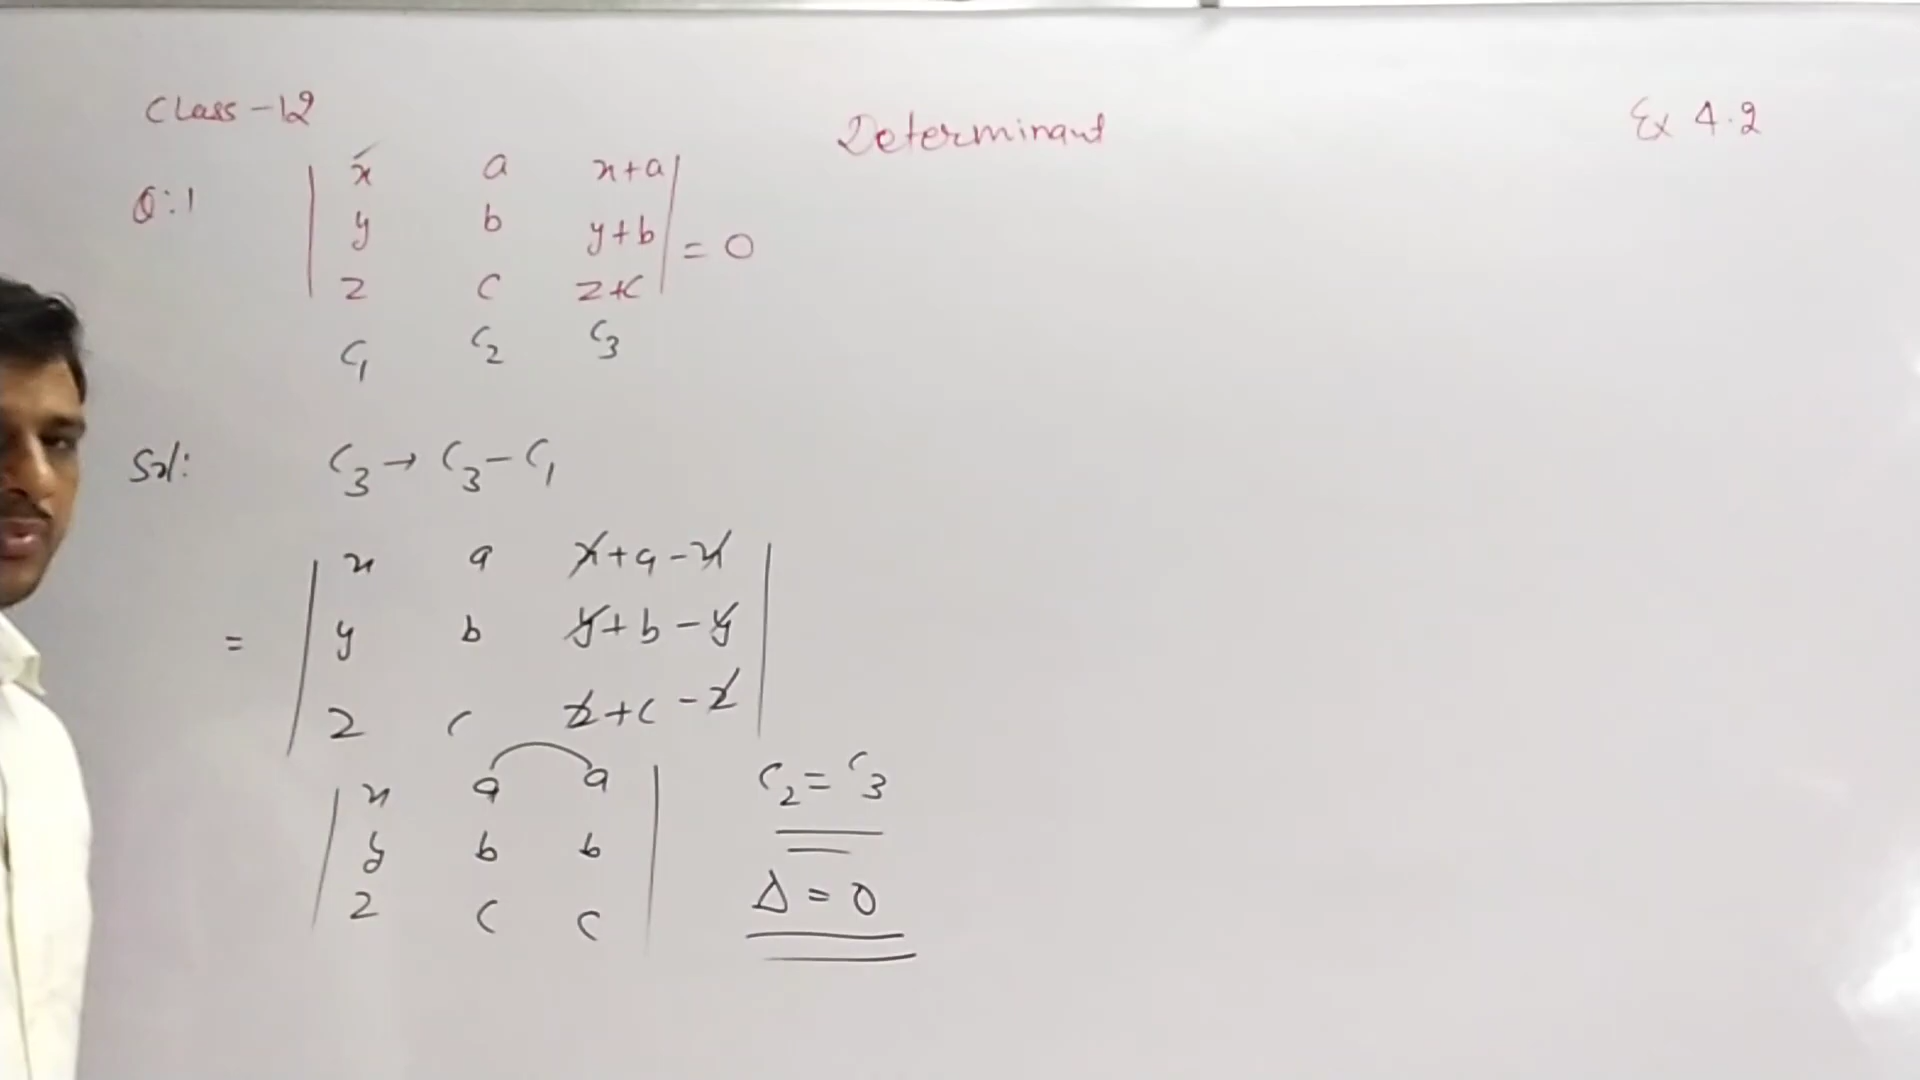 Class-12
Determinant
Ex 4.2
Q:1
| x a x+a |
| y b y+b | = 0
| z c z+c |
C1 C2 C3
Sol: C3 → C3 - C1
| x a x+a-x |
= | y b y+b-y |
| z c z+c-z |
| x a a | C2 = C3
| y b b |
| z c c | Δ = 0